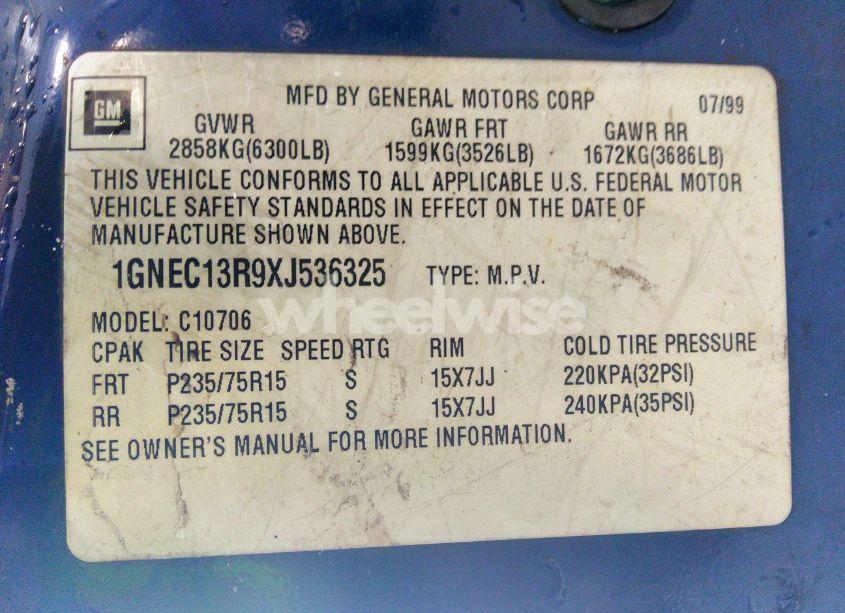 GM
MFD BY GENERAL MOTORS CORP 07/99
GVWR GAWR FRT GAWR RR
2858KG(6300LB) 1599KG(3526LB) 1672KG(3686LB)
THIS VEHICLE CONFORMS TO ALL APPLICABLE U.S. FEDERAL MOTOR
VEHICLE SAFETY STANDARDS IN EFFECT ON THE DATE OF
MANUFACTURE SHOWN ABOVE.
1GNEC13R9XJ536325 TYPE: M.P.V.
wheelwise
MODEL: C10706
CPAK TIRE SIZE SPEED RTG RIM COLD TIRE PRESSURE
FRT P235/75R15 S 15X7JJ 220KPA(32PSI)
RR P235/75R15 S 15X7JJ 240KPA(35PSI)
SEE OWNER'S MANUAL FOR MORE INFORMATION.